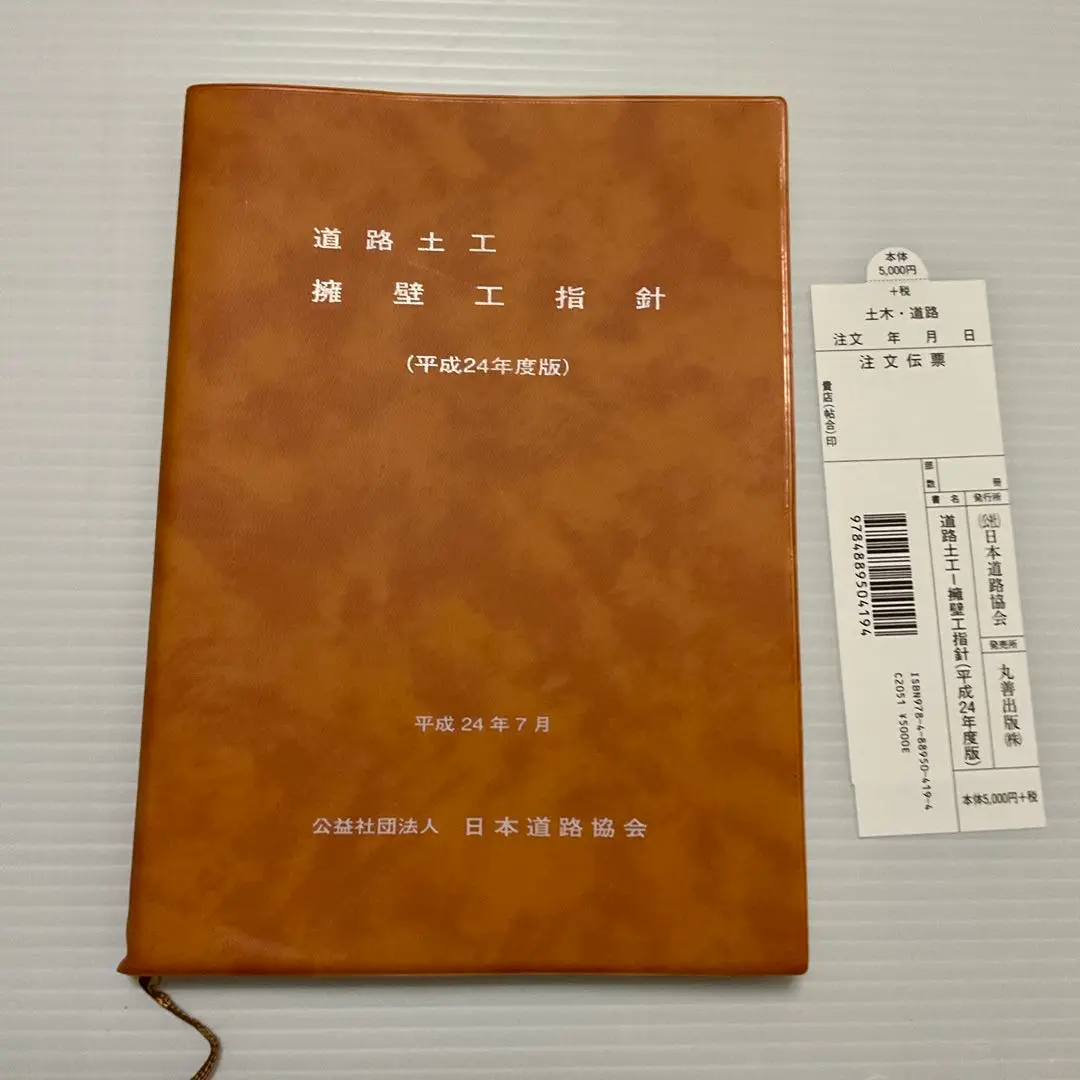 道路土工
擁壁工指針
(平成24年度版)
平成24年7月
公益社団法人 日本道路協会
本体
5,000円
+税
土木・道路
注文 年 月 日
注文伝票
貴店(帖合)印
部数 冊
書名
道路土工―擁壁工指針(平成24年度版)
発行所
(公社)日本道路協会
発売所
丸善出版㈱
9784889504194
ISBN978-4-88950-419-4
C2051 ¥5000E
本体5,000円+税